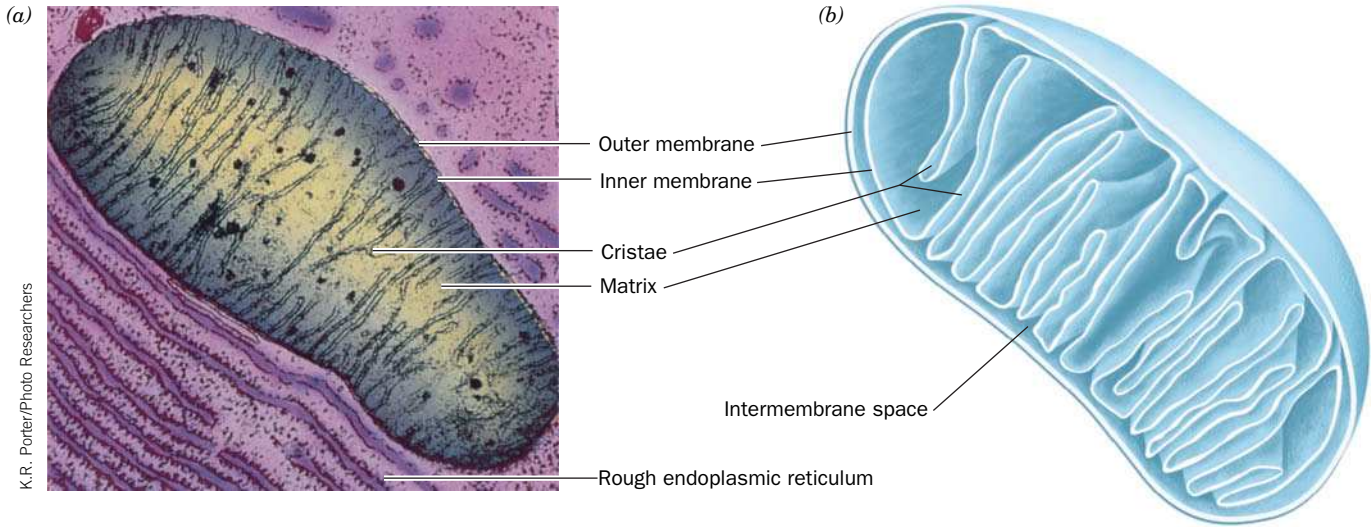 (a)
(b)
Outer membrane
Inner membrane
Cristae
Matrix
Intermembrane space
Rough endoplasmic reticulum
K.R. Porter/Photo Researchers